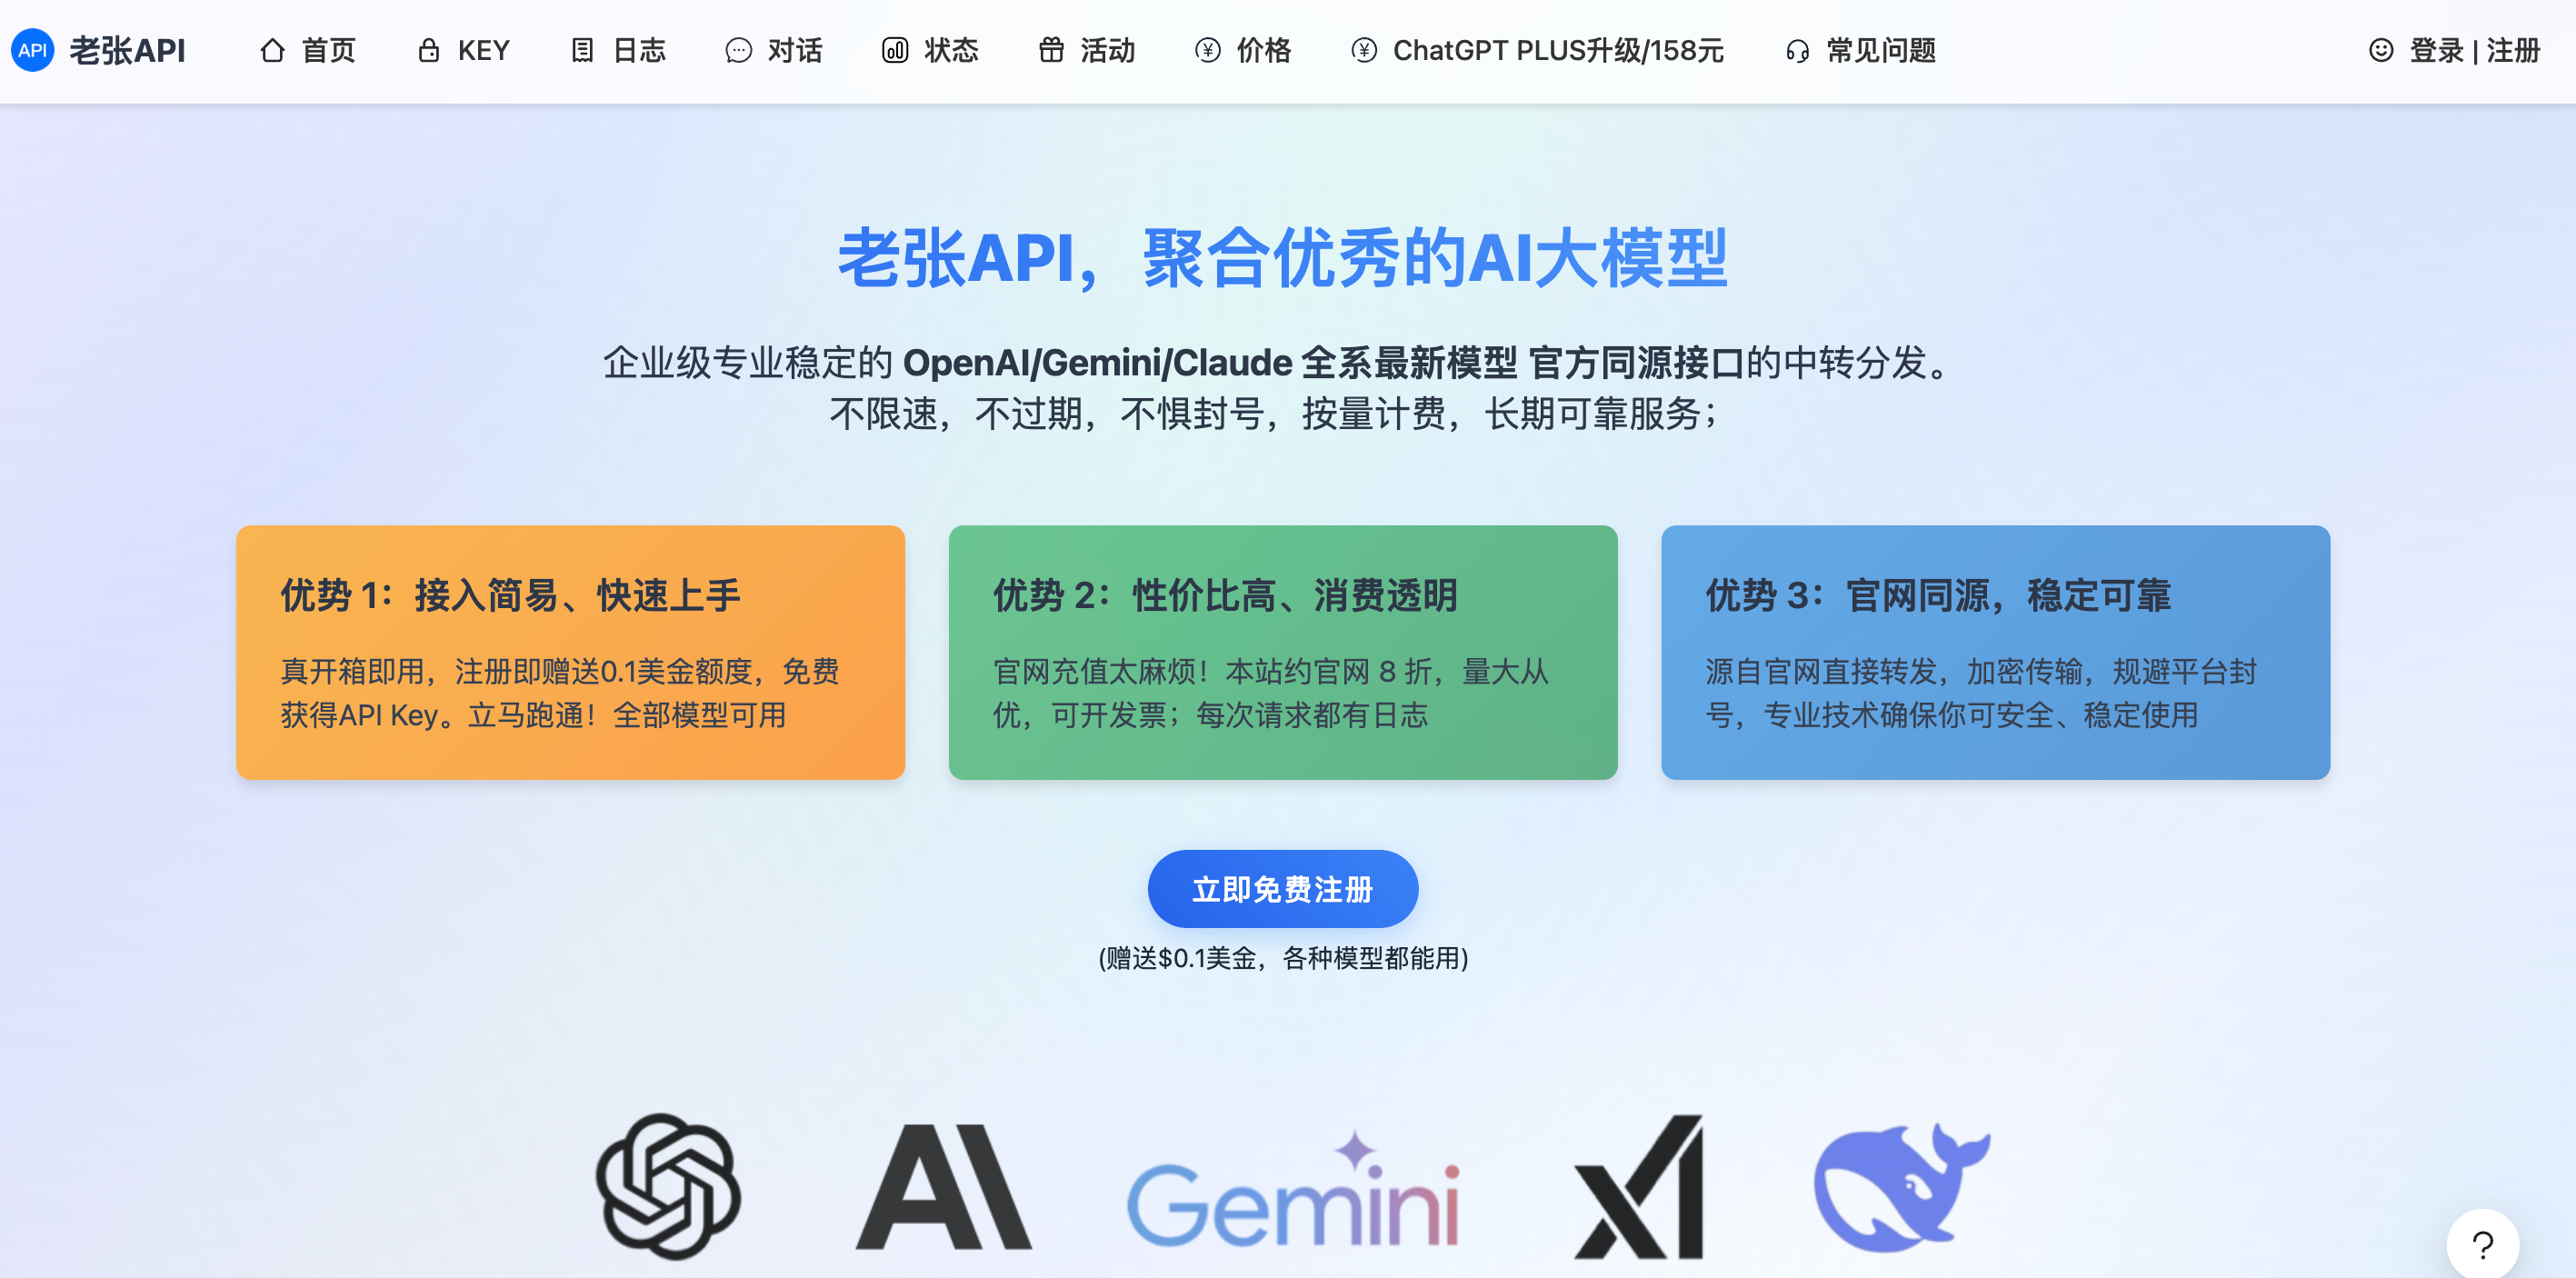 API 老张API 首页 KEY 日志 对话 状态 活动 价格 ChatGPT PLUS升级/158元 常见问题 登录 | 注册
老张API，聚合优秀的AI大模型
企业级专业稳定的 OpenAI/Gemini/Claude 全系最新模型 官方同源接口的中转分发。
不限速，不过期，不惧封号，按量计费，长期可靠服务；
优势 1：接入简易、快速上手
真开箱即用，注册即赠送0.1美金额度，免费
获得API Key。立马跑通！全部模型可用
优势 2：性价比高、消费透明
官网充值太麻烦！本站约官网 8 折，量大从
优，可开发票；每次请求都有日志
优势 3：官网同源，稳定可靠
源自官网直接转发，加密传输，规避平台封
号，专业技术确保你可安全、稳定使用
立即免费注册
(赠送$0.1美金，各种模型都能用)
AI Gemini xI
?